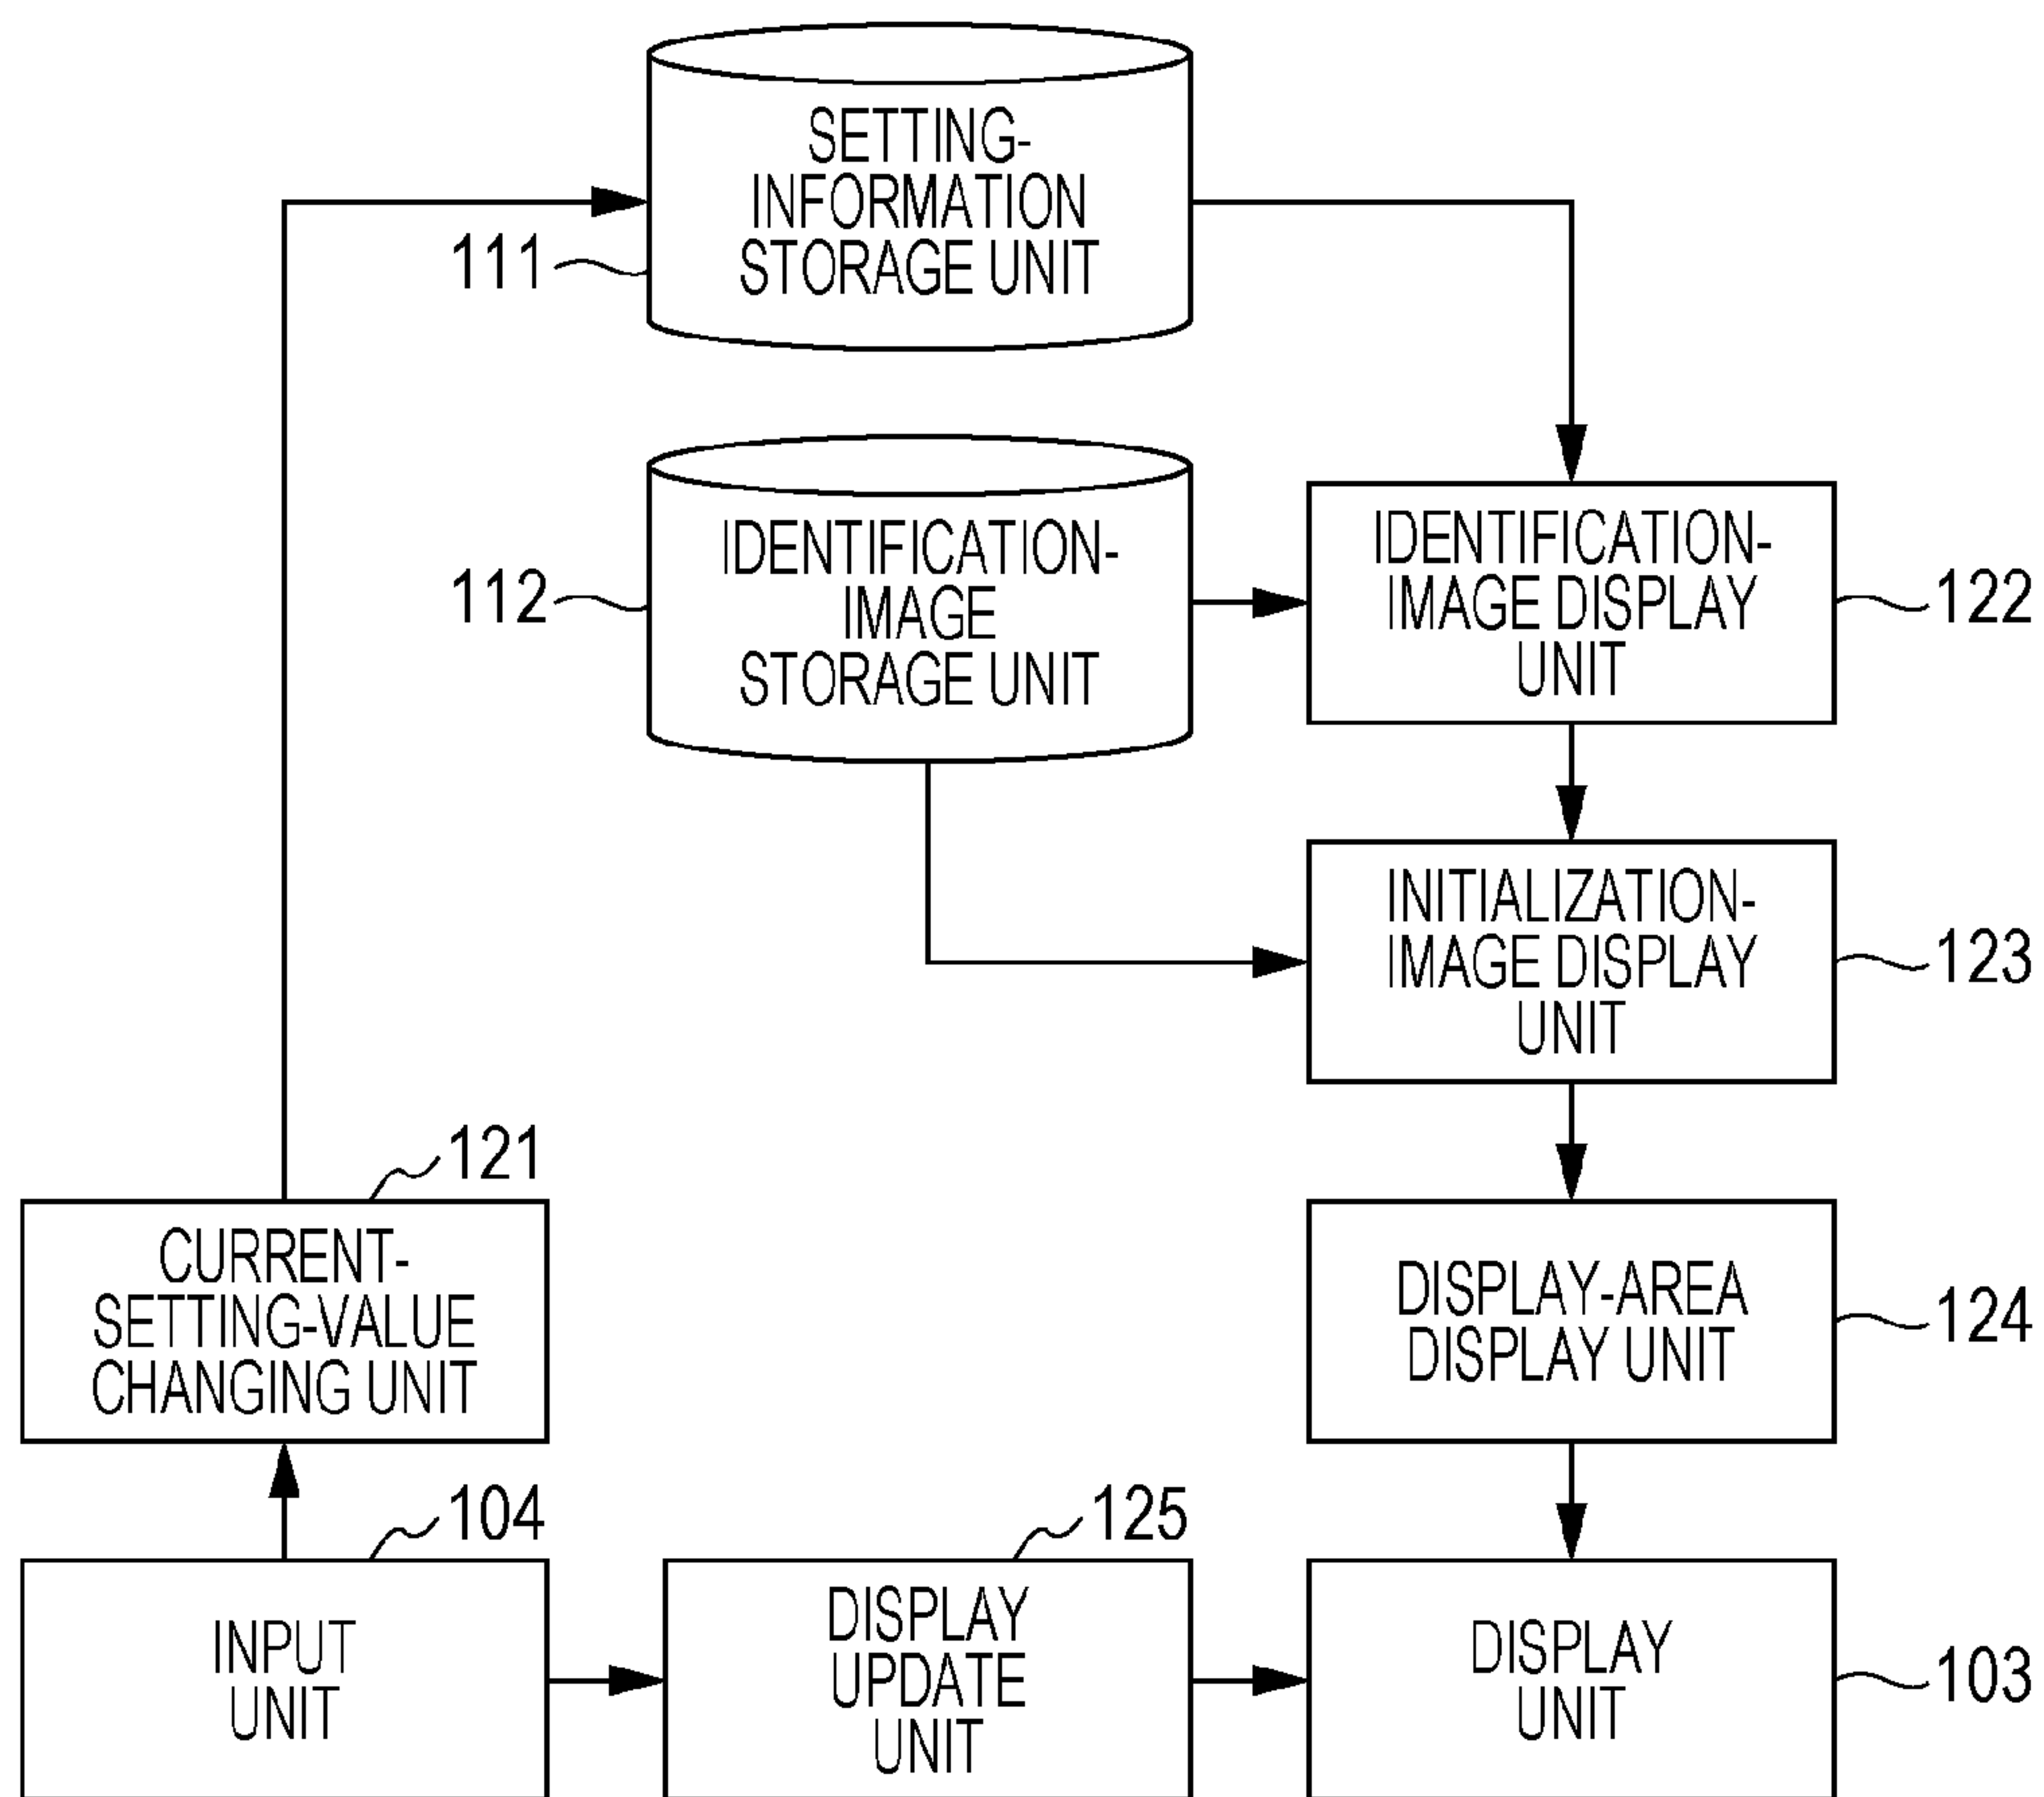 SETTING-
INFORMATION
STORAGE UNIT
111
IDENTIFICATION-
IMAGE
STORAGE UNIT
112
IDENTIFICATION-
IMAGE DISPLAY
UNIT
122
INITIALIZATION-
IMAGE DISPLAY
UNIT
123
121
CURRENT-
SETTING-VALUE
CHANGING UNIT
DISPLAY-AREA
DISPLAY UNIT
124
104
INPUT
UNIT
125
DISPLAY
UPDATE
UNIT
DISPLAY
UNIT
103